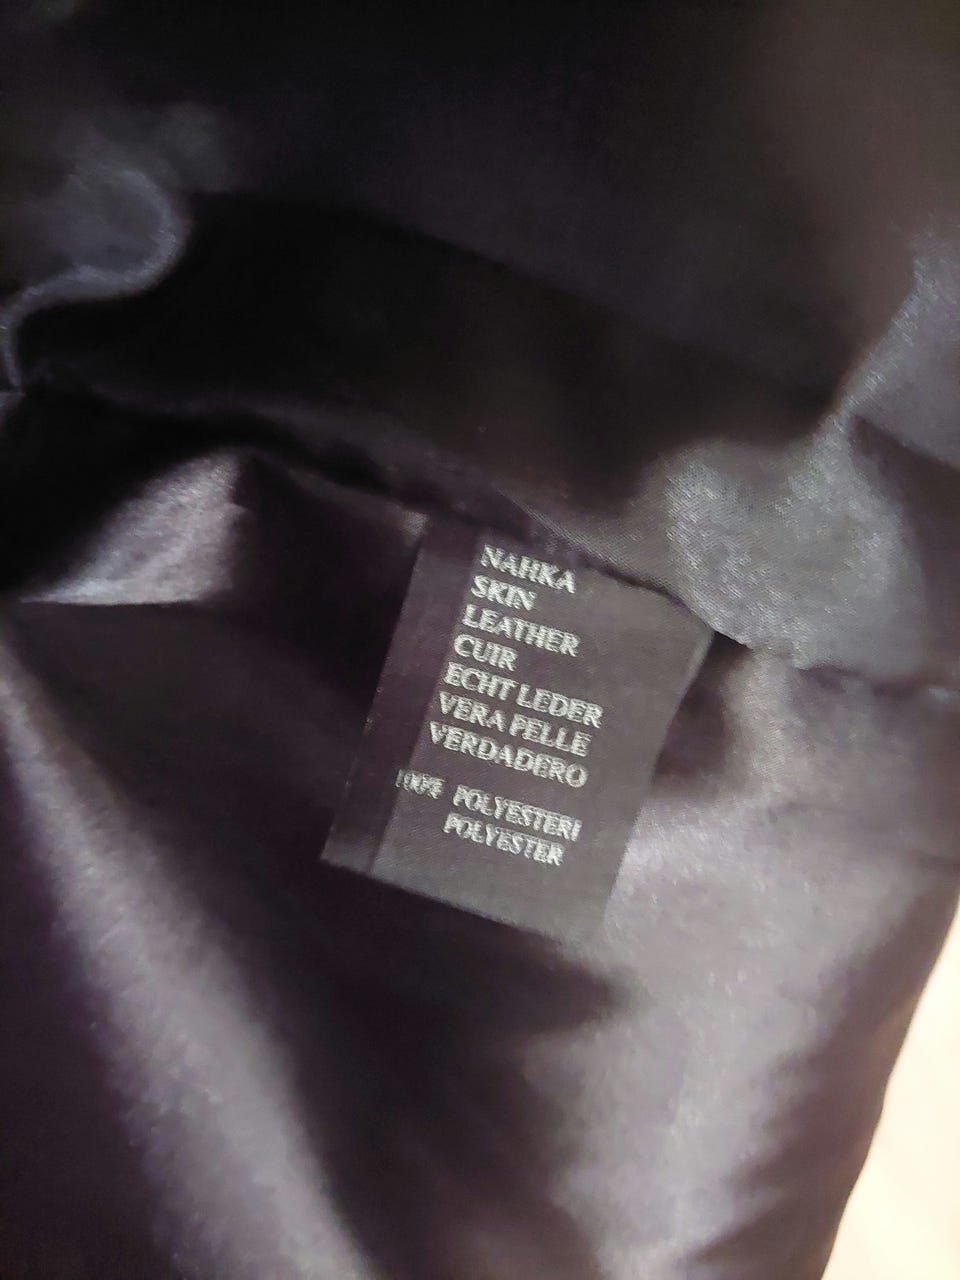 NAHKA
SKIN
LEATHER
CUIR
ECHT LEDER
VERA PELLE
VERDADERO
100% POLYESTERI
POLYESTER